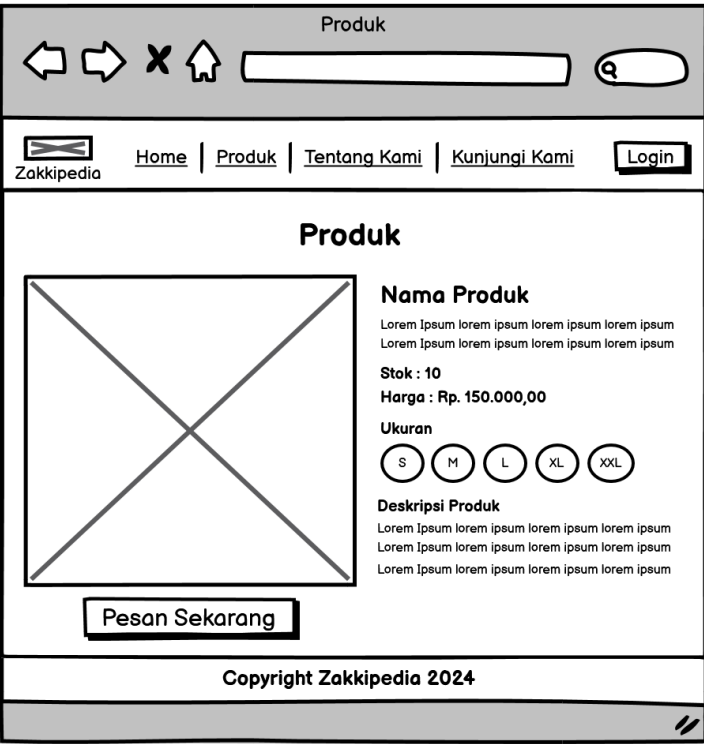 Produk
Zakkipedia
Home
Produk
Tentang Kami
Kunjungi Kami
Login
Produk
Nama Produk
Lorem Ipsum lorem ipsum lorem ipsum lorem ipsum
Lorem Ipsum lorem ipsum lorem ipsum lorem ipsum
Stok : 10
Harga : Rp. 150.000,00
Ukuran
S M L XL XXL
Deskripsi Produk
Lorem Ipsum lorem ipsum lorem ipsum lorem ipsum
Lorem Ipsum lorem ipsum lorem ipsum lorem ipsum
Lorem Ipsum lorem ipsum lorem ipsum lorem ipsum
Pesan Sekarang
Copyright Zakkipedia 2024